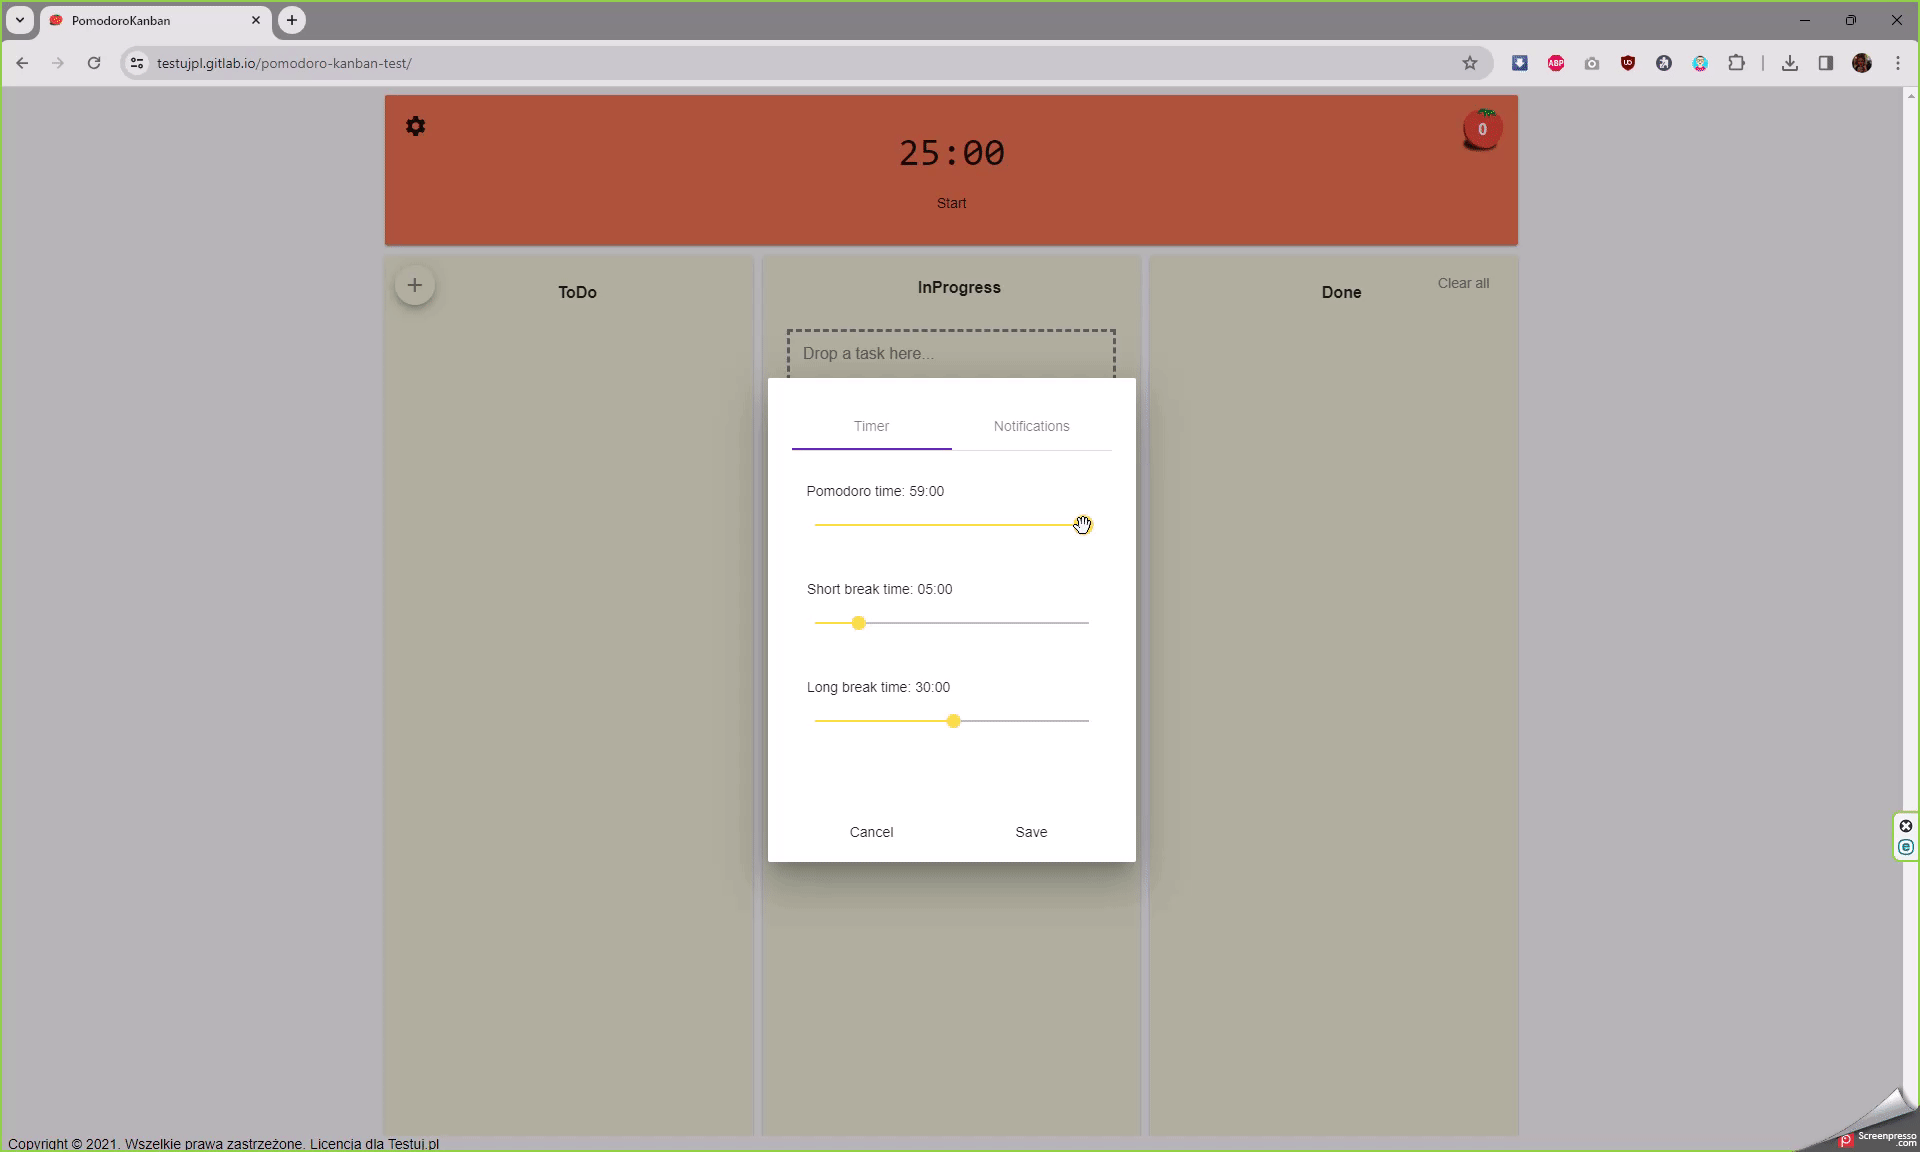 PomodoroKanban
testujpl.gitlab.io/pomodoro-kanban-test/
ABP
UD
25:00
0
Start
ToDo
InProgress
Done
Clear all
Drop a task here...
Timer
Notifications
Pomodoro time: 59:00
Short break time: 05:00
Long break time: 30:00
Cancel
Save
e
Copyright © 2021. Wszelkie prawa zastrzeżone. Licencja dla Testuj.pl
Screenpresso
.com